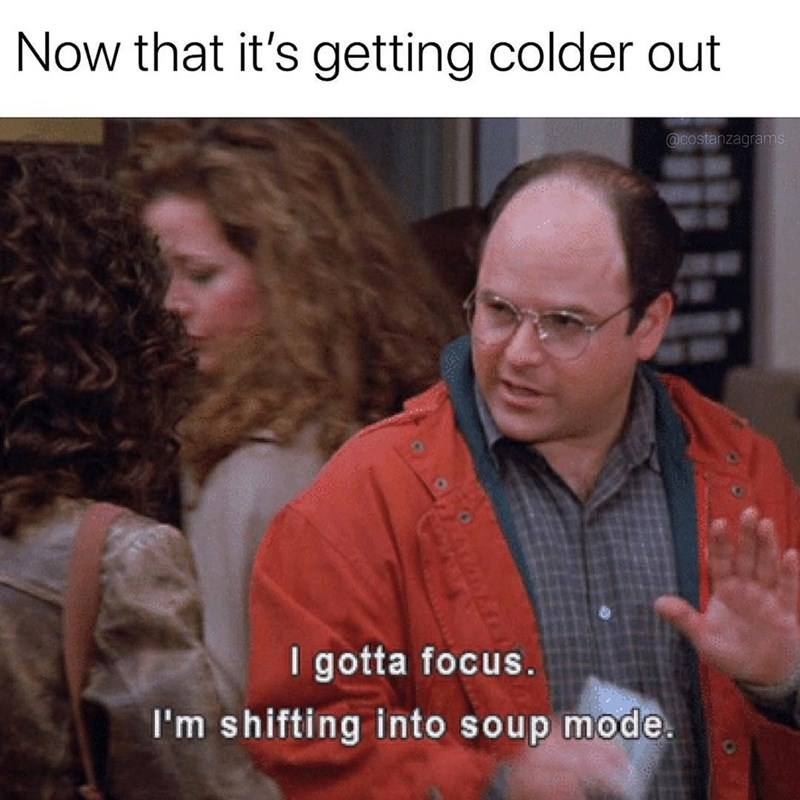 Now that it's getting colder out
@costanzagrams
I gotta focus.
I'm shifting into soup mode.